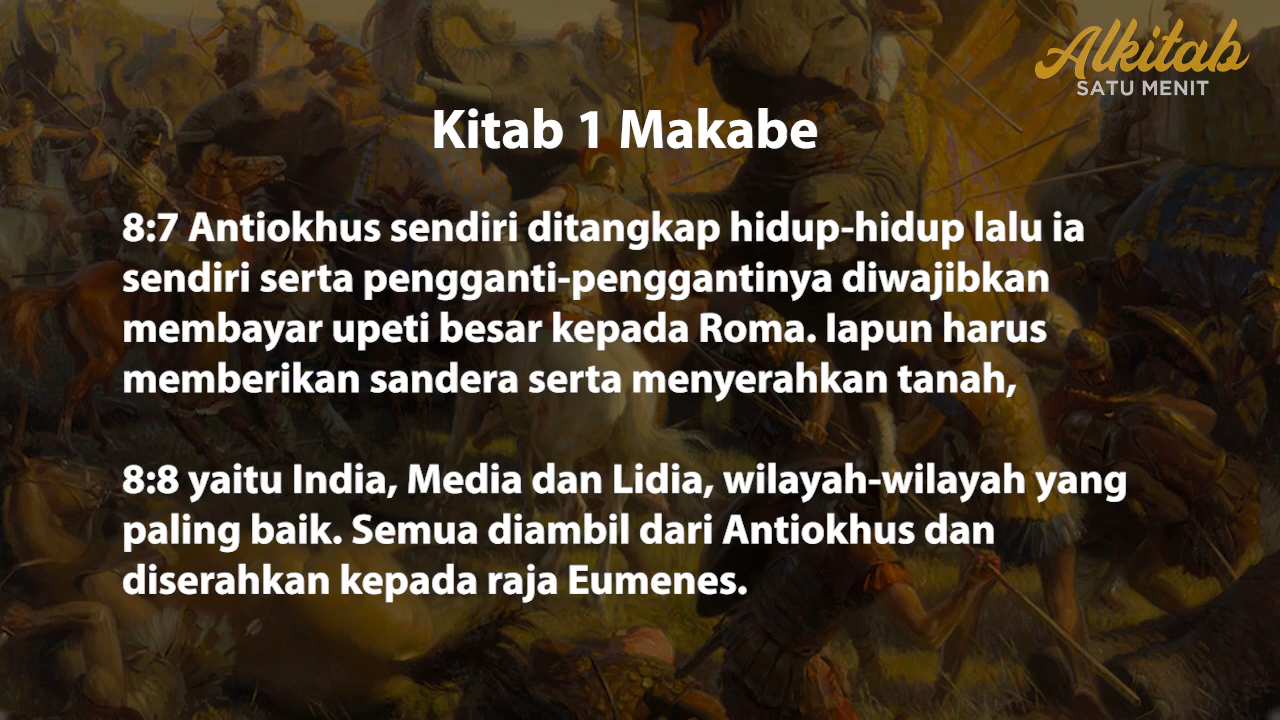 Alkitab
SATU MENIT
Kitab 1 Makabe
8:7 Antiokhus sendiri ditangkap hidup-hidup lalu ia
sendiri serta pengganti-penggantinya diwajibkan
membayar upeti besar kepada Roma. Iapun harus
memberikan sandera serta menyerahkan tanah,
8:8 yaitu India, Media dan Lidia, wilayah-wilayah yang
paling baik. Semua diambil dari Antiokhus dan
diserahkan kepada raja Eumenes.